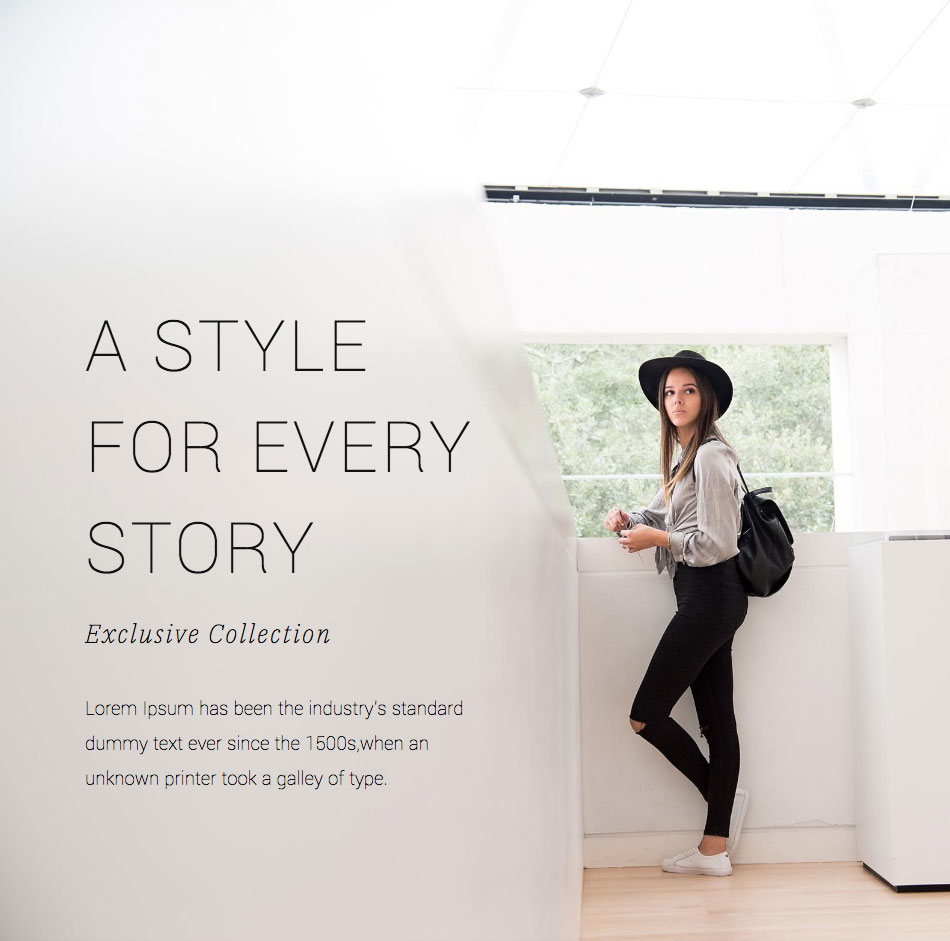 A STYLE
FOR EVERY
STORY
Exclusive Collection
Lorem Ipsum has been the industry's standard
dummy text ever since the 1500s,when an
unknown printer took a galley of type.